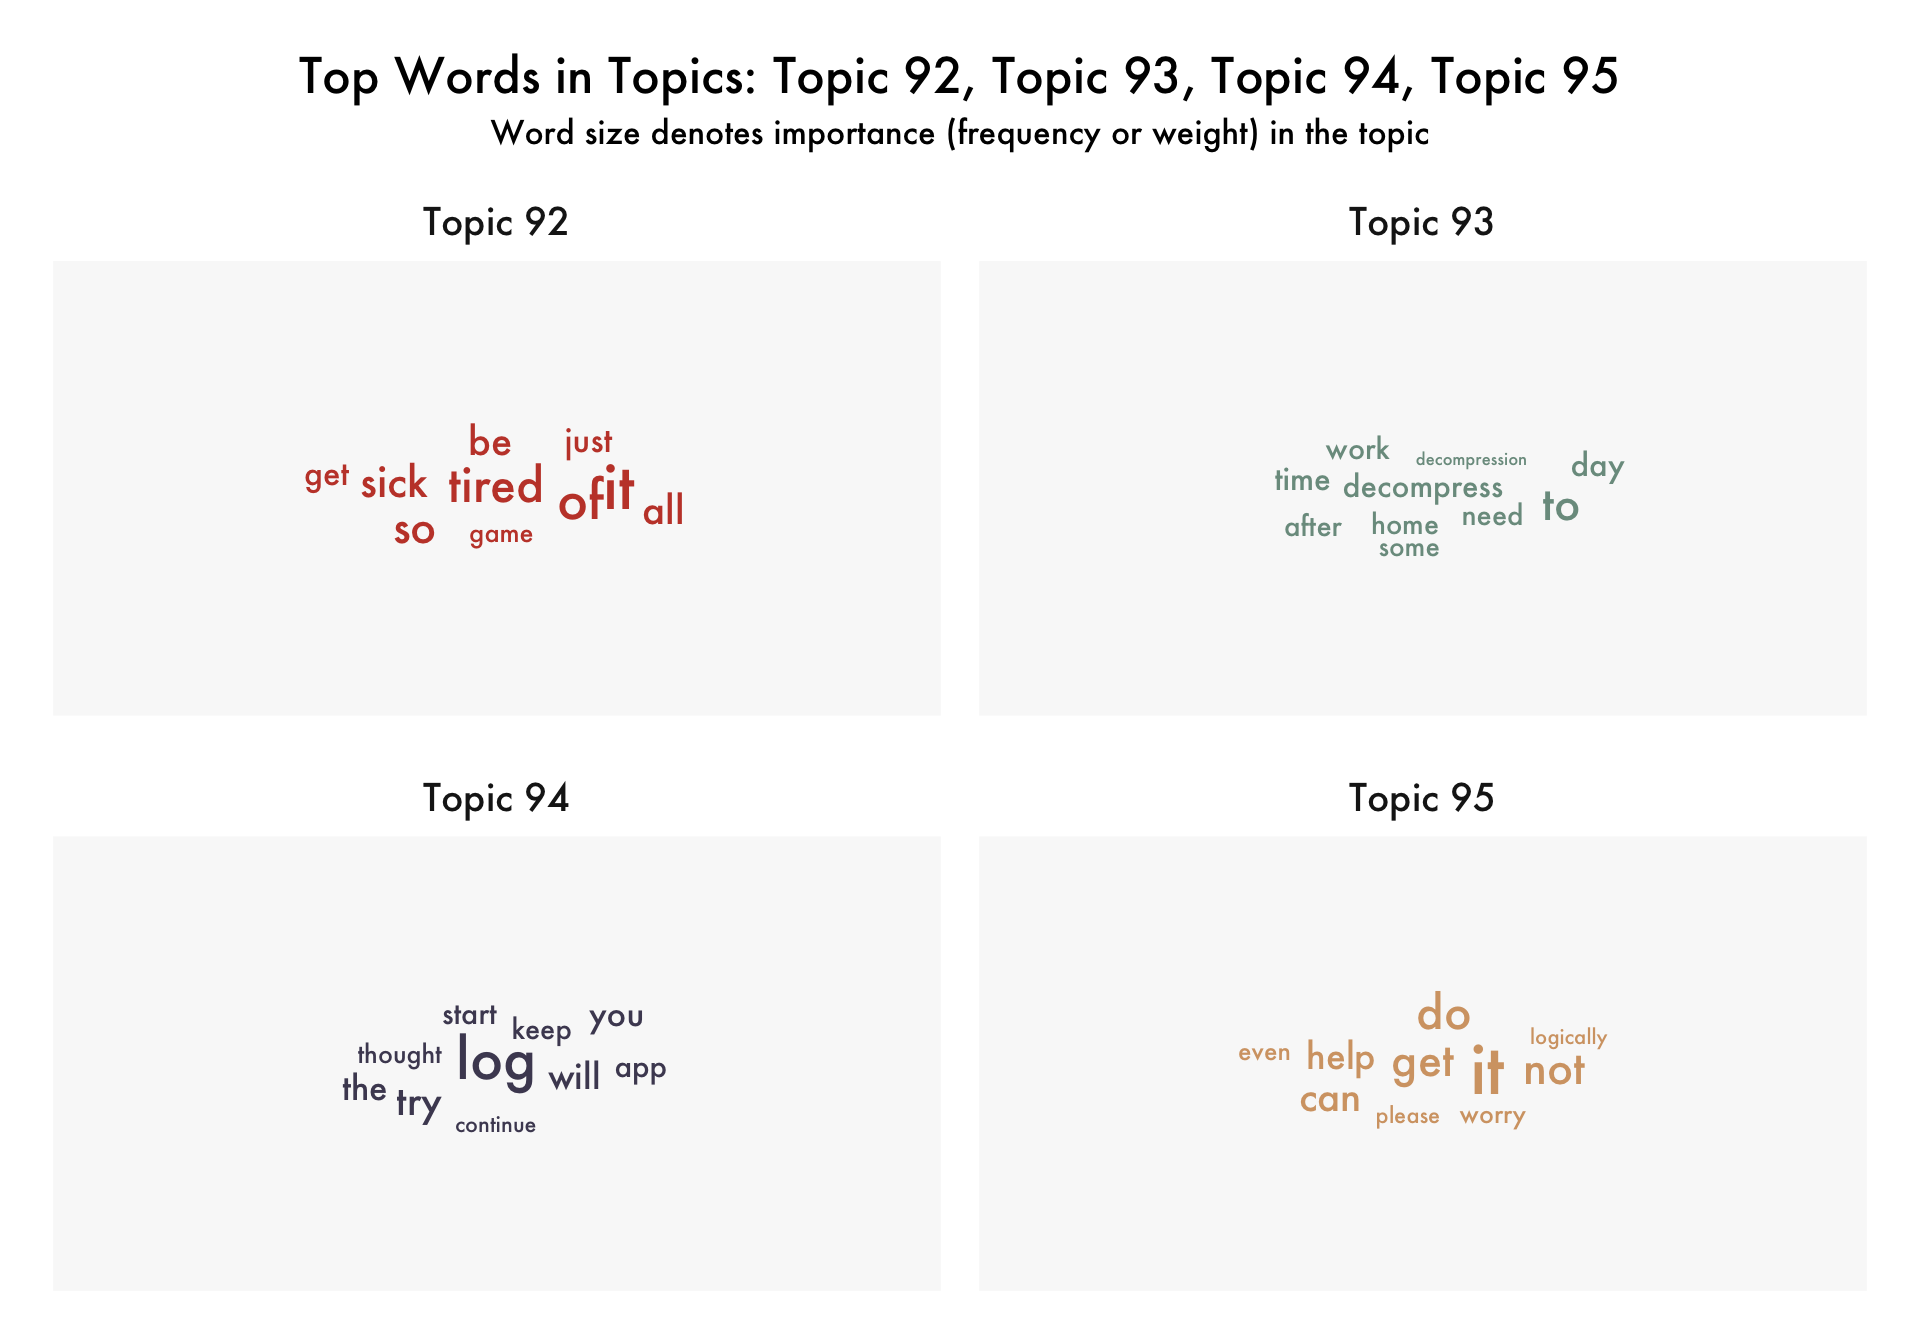 Top Words in Topics: Topic 92, Topic 93, Topic 94, Topic 95
Word size denotes importance (frequency or weight) in the topic
Topic 92
be just
get sick tired of it all
so game
Topic 93
work decompression day
time decompress to
after home need
some
Topic 94
start keep you
thought log will app
the try
continue
Topic 95
do
even help get it not logically
can please worry